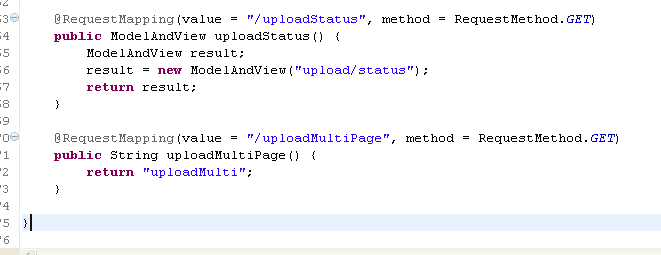 @RequestMapping(value = "/uploadStatus", method = RequestMethod.GET)
public ModelAndView uploadStatus() {
ModelAndView result;
result = new ModelAndView("upload/status");
return result;
}
@RequestMapping(value = "/uploadMultiPage", method = RequestMethod.GET)
public String uploadMultiPage() {
return "uploadMulti";
}
}